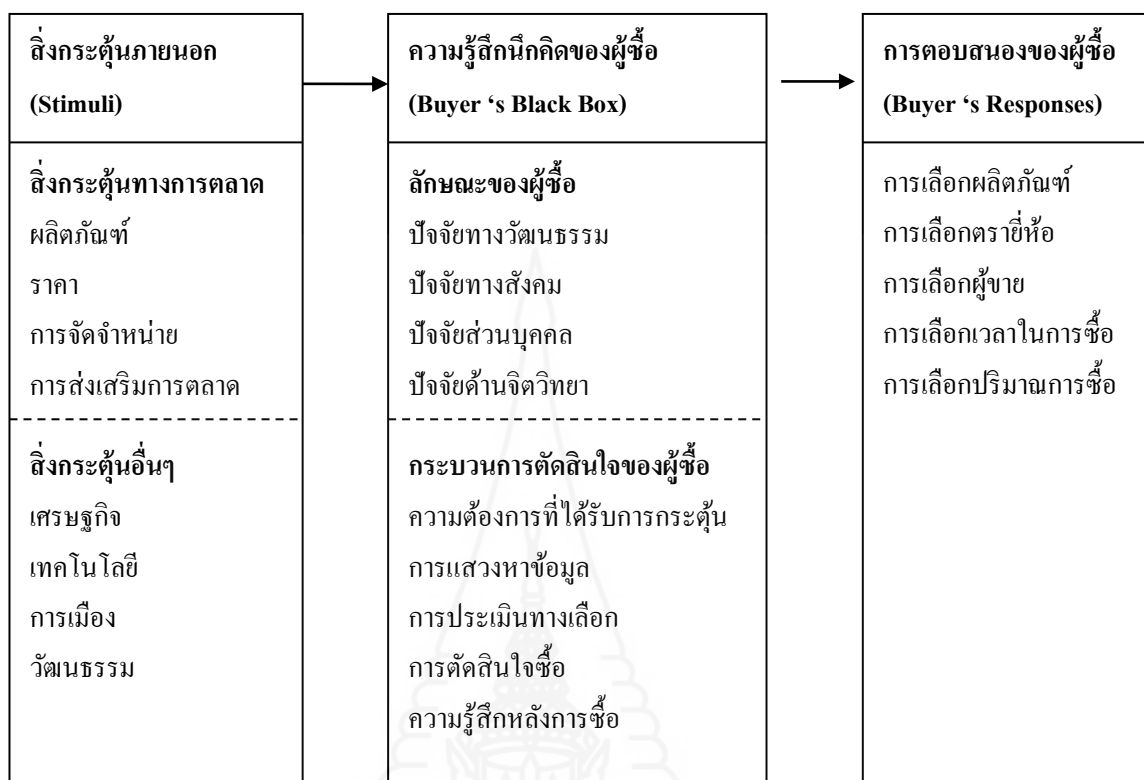 สิ่งกระตุ้นภายนอก
(Stimuli)
สิ่งกระตุ้นทางการตลาด
ผลิตภัณฑ์
ราคา
การจัดจำหน่าย
การส่งเสริมการตลาด
สิ่งกระตุ้นอื่นๆ
เศรษฐกิจ
เทคโนโลยี
การเมือง
วัฒนธรรม
ความรู้สึกนึกคิดของผู้ซื้อ
(Buyer ‘s Black Box)
ลักษณะของผู้ซื้อ
ปัจจัยทางวัฒนธรรม
ปัจจัยทางสังคม
ปัจจัยส่วนบุคคล
ปัจจัยด้านจิตวิทยา
กระบวนการตัดสินใจของผู้ซื้อ
ความต้องการที่ได้รับการกระตุ้น
การแสวงหาข้อมูล
การประเมินทางเลือก
การตัดสินใจซื้อ
ความรู้สึกหลังการซื้อ
การตอบสนองของผู้ซื้อ
(Buyer ‘s Responses)
การเลือกผลิตภัณฑ์
การเลือกตรายี่ห้อ
การเลือกผู้ขาย
การเลือกเวลาในการซื้อ
การเลือกปริมาณการซื้อ